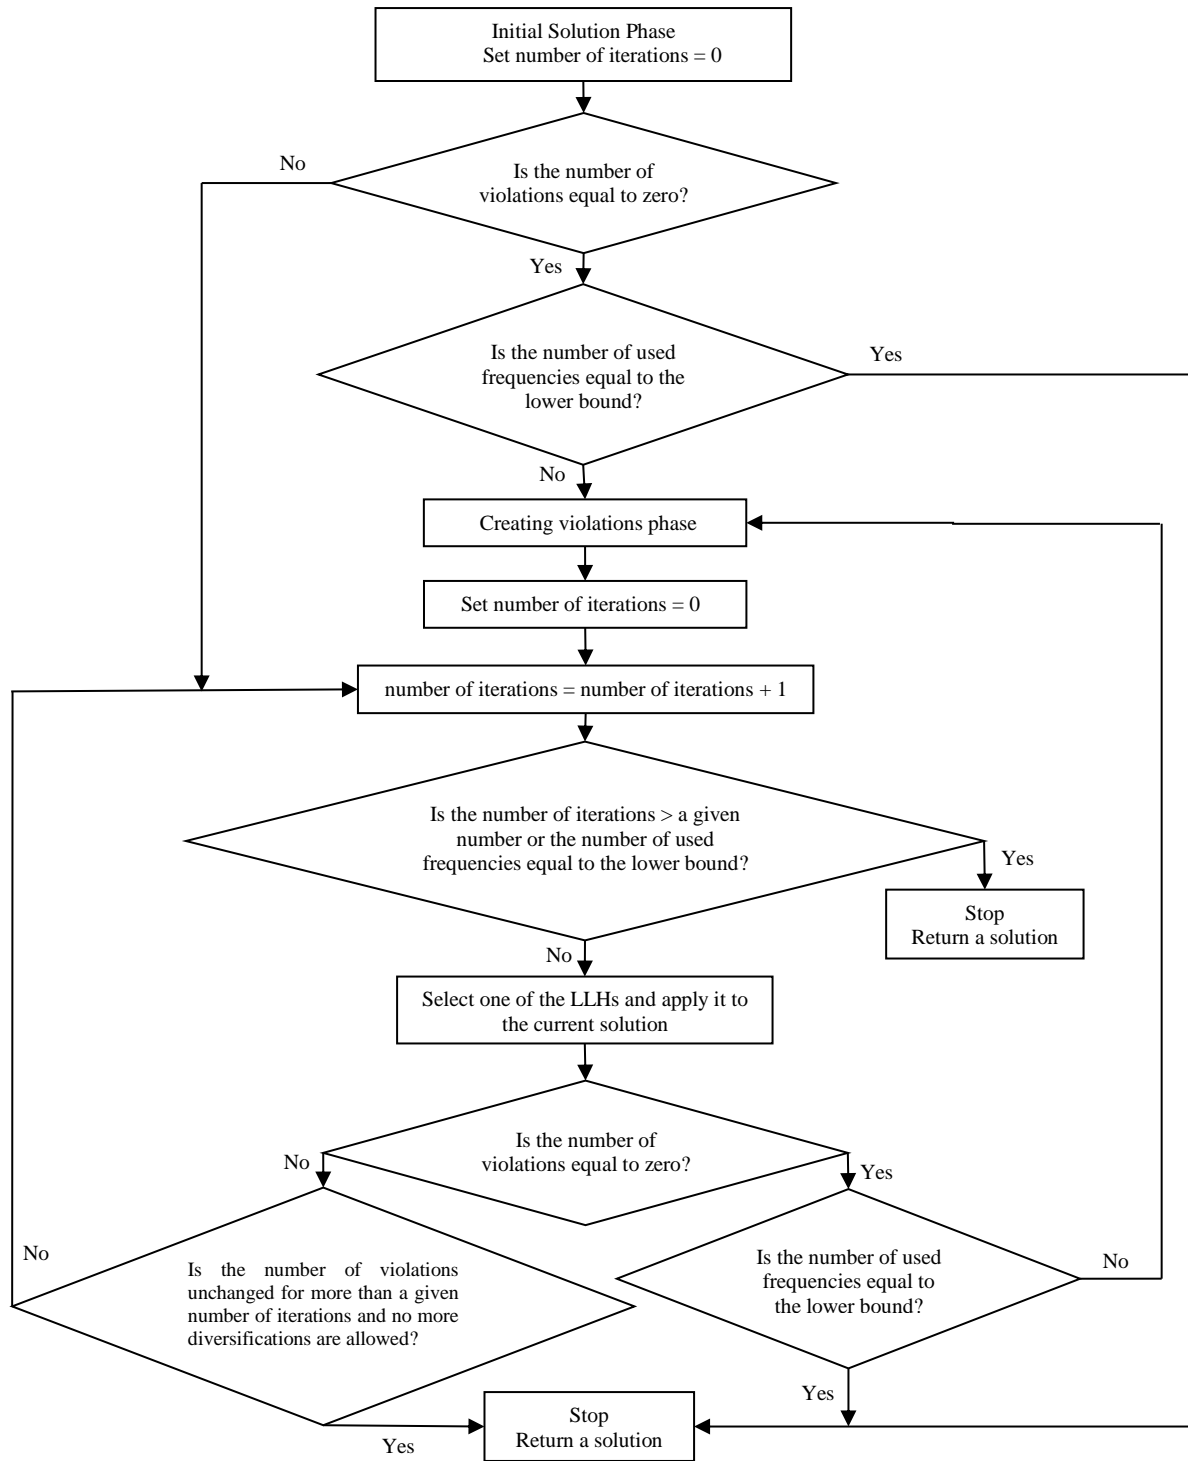 Initial Solution Phase
Set number of iterations = 0
No
Is the number of
violations equal to zero?
Yes
Is the number of used
frequencies equal to the
lower bound?
Yes
No
Creating violations phase
Set number of iterations = 0
number of iterations = number of iterations + 1
Is the number of iterations > a given
number or the number of used
frequencies equal to the lower bound?
Yes
Stop
Return a solution
No
Select one of the LLHs and apply it to
the current solution
Is the number of
violations equal to zero?
No
Yes
No
Is the number of violations
unchanged for more than a given
number of iterations and no more
diversifications are allowed?
Is the number of used
frequencies equal to
the lower bound?
No
Yes
Yes
Stop
Return a solution